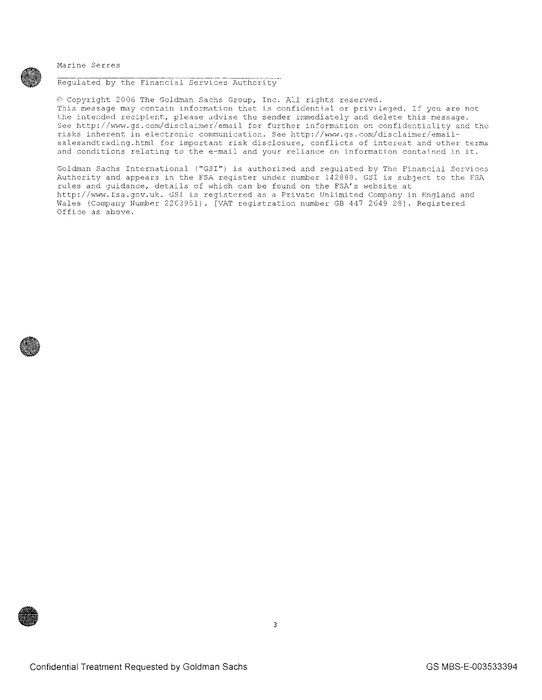 Marine Serres
Regulated by the Financial Services Authority
© Copyright 2006 The Goldman Sachs Group, Inc. All rights reserved.
This message may contain information that is confidential or privileged. If you are not
the intended recipient, please advise the sender immediately and delete this message.
See http://www.gs.com/disclaimer/email for further information on confidentiality and the
risks inherent in electronic communication. See http://www.gs.com/disclaimer/email-
salesandtrading.html for important risk disclosure, conflicts of interest and other terms
and conditions relating to the e-mail and your reliance on information contained in it.
Goldman Sachs International ("GSI") is authorized and regulated by The Financial Services
Authority and appears in the FSA register under number 142888. GSI is subject to the FSA
rules and guidance, details of which can be found on the FSA's website at
http://www.fsa.gov.uk. GSI is registered as a Private Unlimited Company in England and
Wales (Company Number 2263951). [VAT registration number GB 447 2649 28]. Registered
Office as above.
3
Confidential Treatment Requested by Goldman Sachs
GS MBS-E-003533394